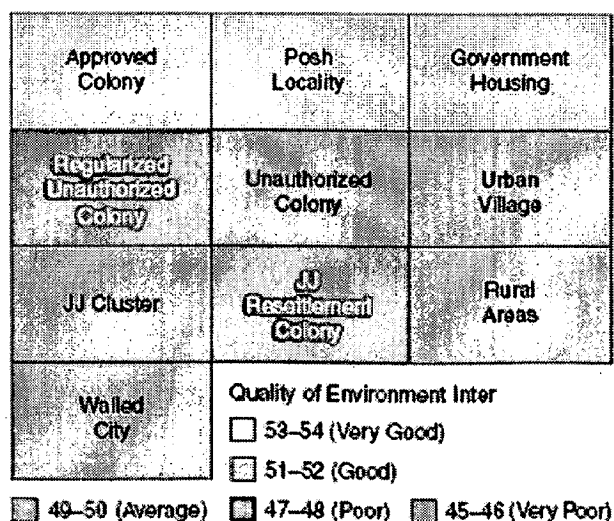 Approved
Colony
Posh
Locality
Government
Housing
Regularized
Unauthorized
Colony
Unauthorized
Colony
Urban
Village
JJ Cluster
JJ
Resettlement
Colony
Rural
Areas
Walled
City
Quality of Environment Inter
53–54 (Very Good)
51–52 (Good)
49–50 (Average)
47–48 (Poor)
45–46 (Very Poor)